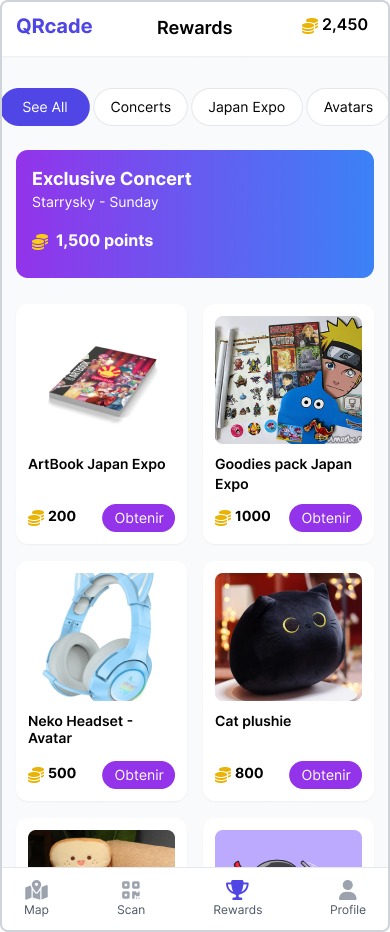 QRcade
Rewards
2,450
See All
Concerts
Japan Expo
Avatars
Exclusive Concert
Starrysky - Sunday
1,500 points
ArtBook Japan Expo
200
Obtenir
Goodies pack Japan
Expo
1000
Obtenir
Neko Headset -
Avatar
500
Obtenir
Cat plushie
800
Obtenir
Map
Scan
Rewards
Profile